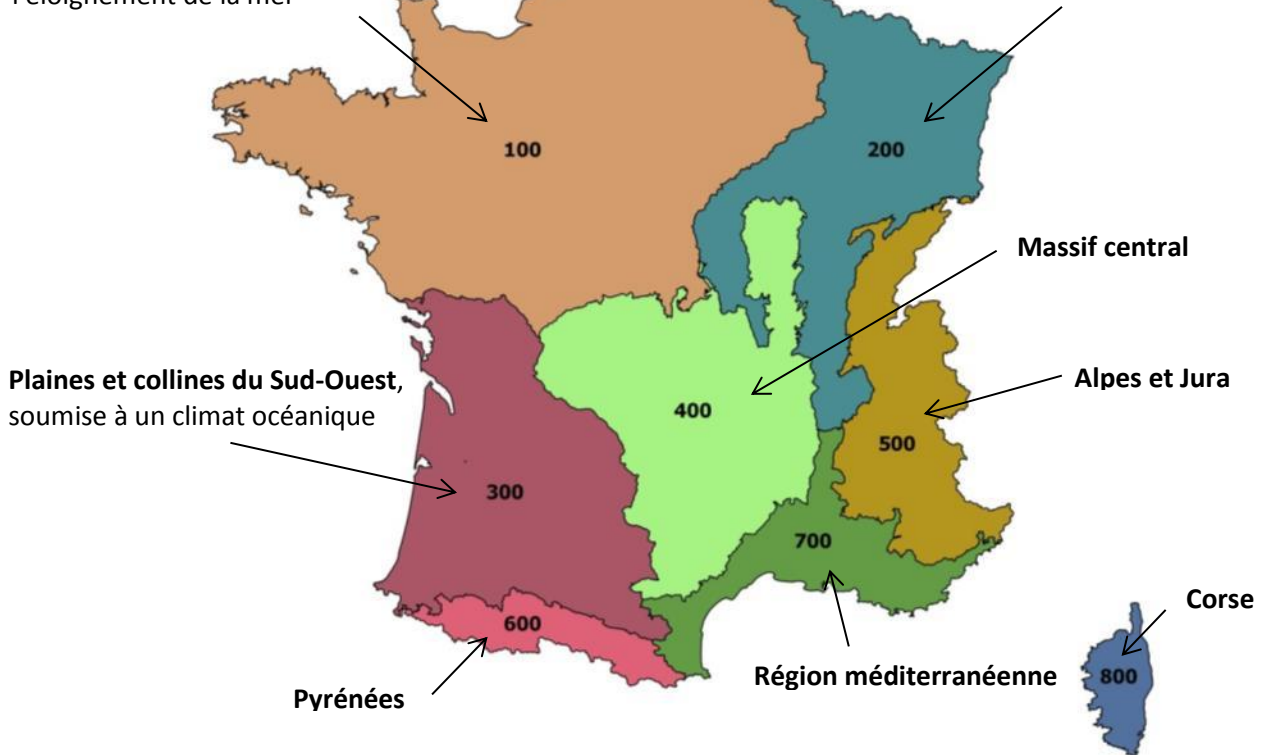 l'éloignement de la mer
100
200
Massif central
Plaines et collines du Sud-Ouest,
soumise à un climat océanique
Alpes et Jura
400
500
300
700
Corse
600
Région méditerranéenne
800
Pyrénées